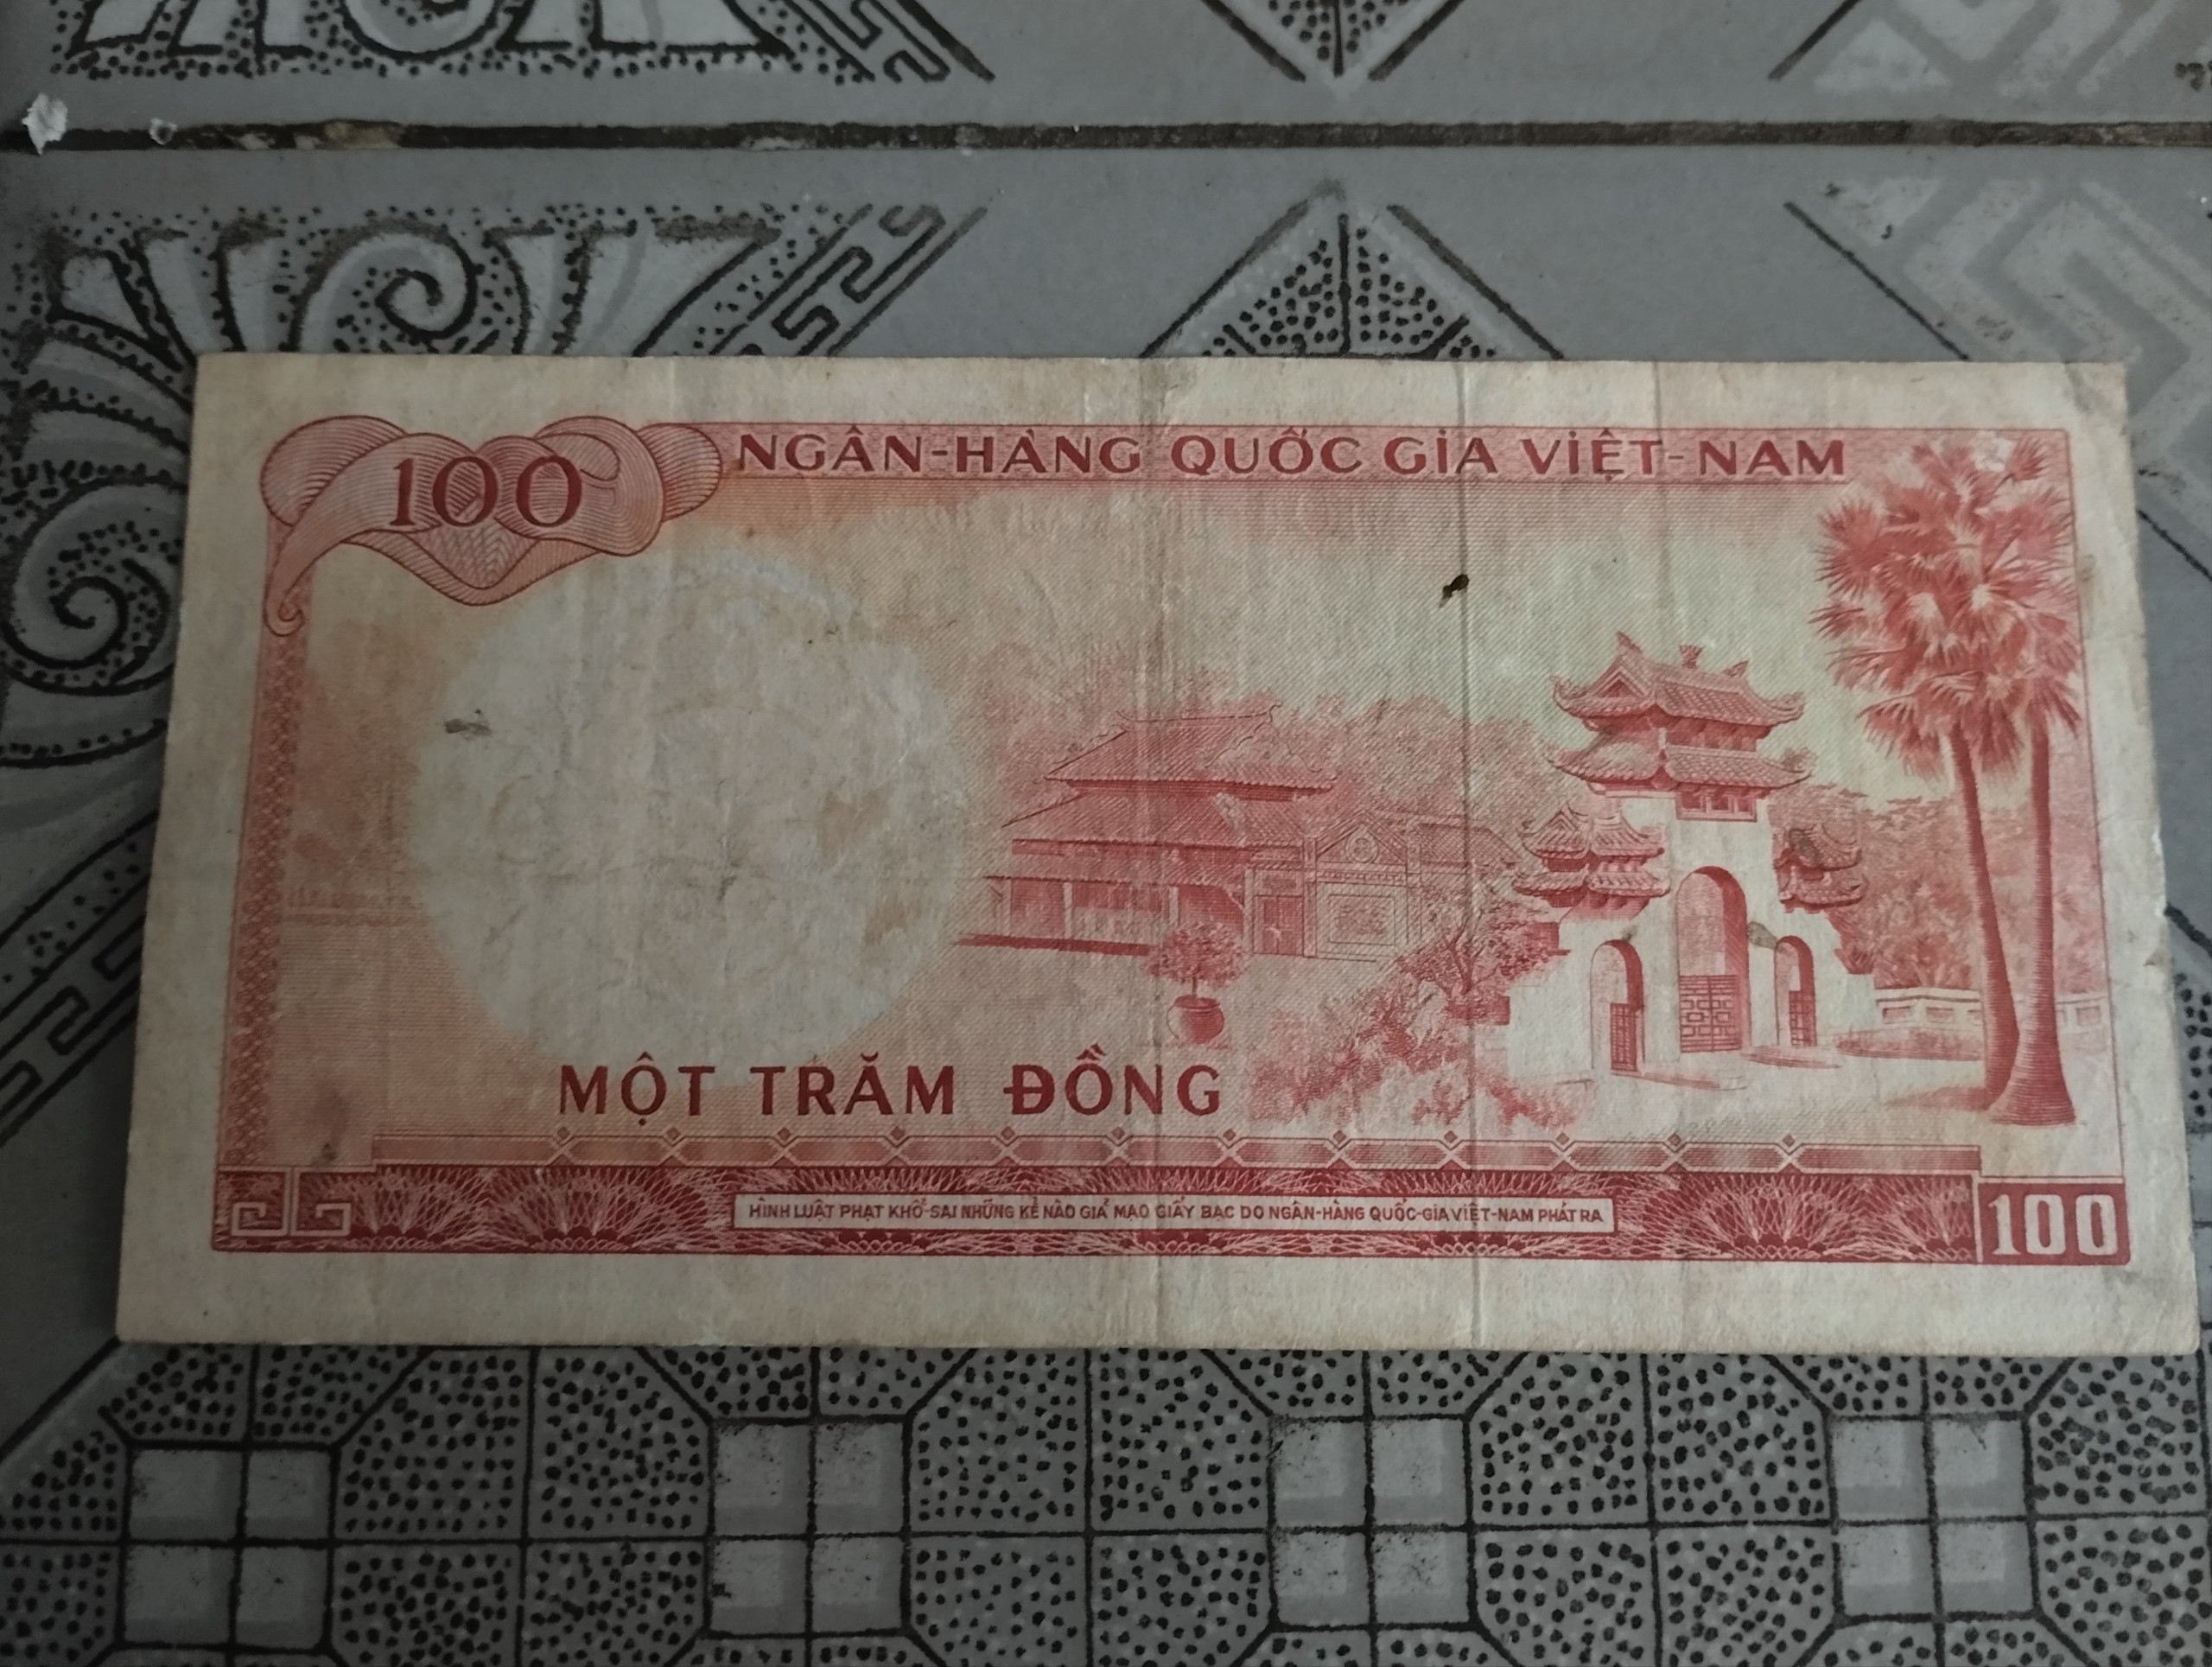 100
NGÂN-HÀNG QUỐC GIA VIỆT-NAM
MỘT TRĂM ĐỒNG
HÌNH LUẬT PHẠT KHỔ-SAI NHỮNG KẺ NÀO GIẢ MẠO GIẤY BẠC DO NGÂN-HÀNG QUỐC-GIA VIỆT-NAM PHÁT RA
100